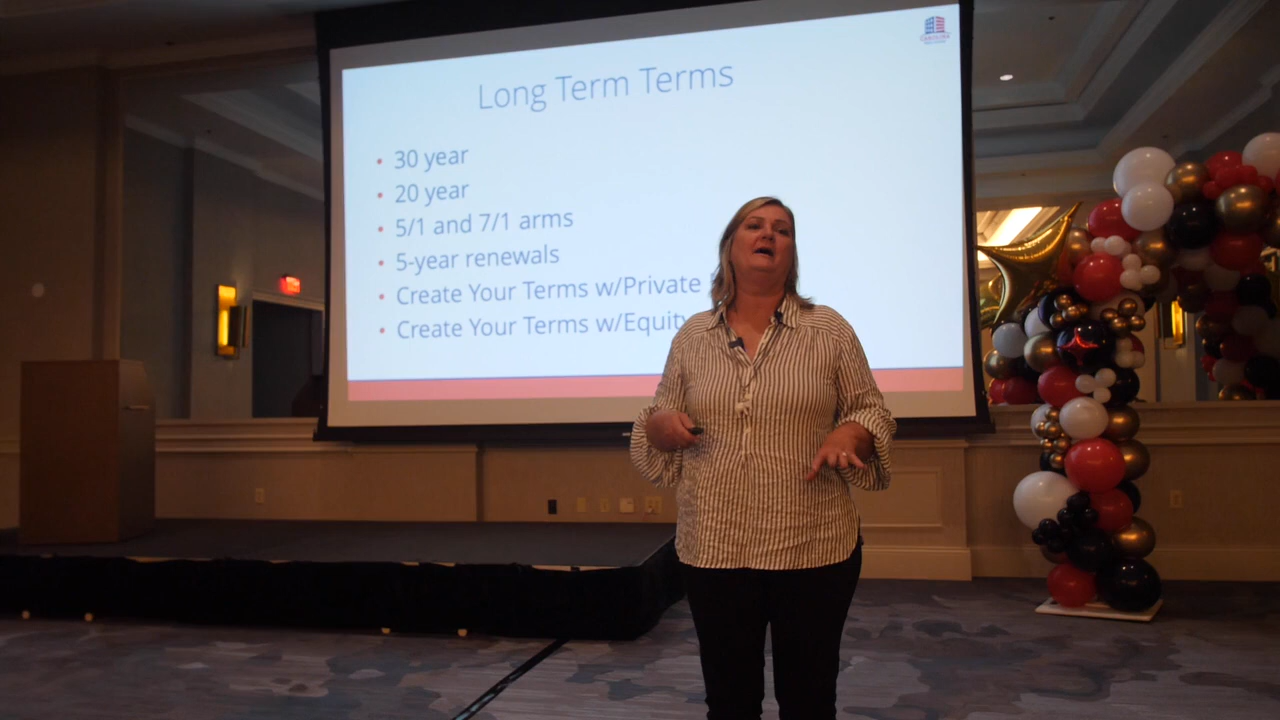 Long Term Terms
• 30 year
• 20 year
• 5/1 and 7/1 arms
• 5-year renewals
• Create Your Terms w/Private
• Create Your Terms w/Equity